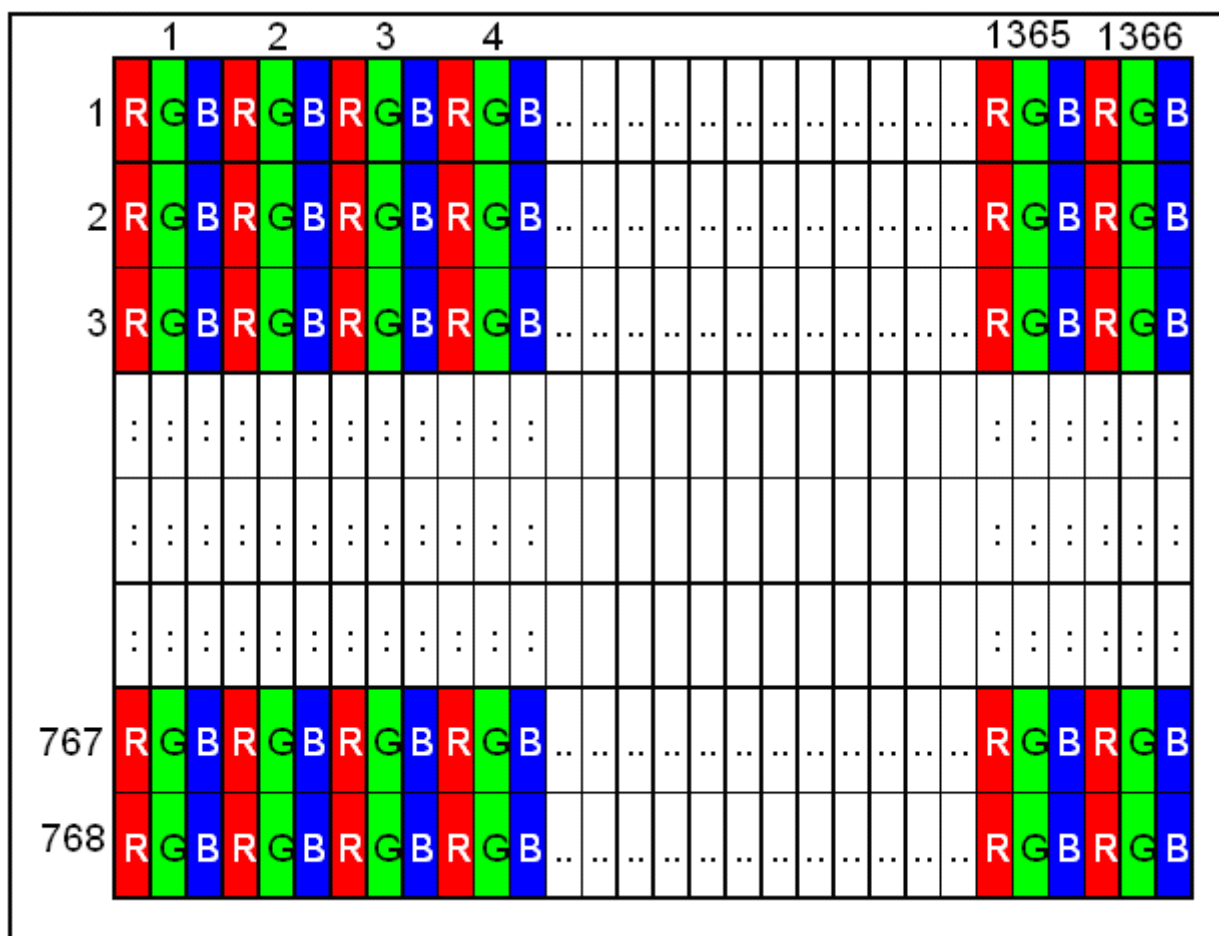 1 2 3 4 1365 1366
1 R G B R G B R G B R G B .. .. .. .. .. .. .. .. .. .. .. .. R G B R G B
2 R G B R G B R G B R G B .. .. .. .. .. .. .. .. .. .. .. .. R G B R G B
3 R G B R G B R G B R G B .. .. .. .. .. .. .. .. .. .. .. .. R G B R G B
: : : : : : : : : : : : : : : : : :
: : : : : : : : : : : : : : : : : :
: : : : : : : : : : : : : : : : : :
767 R G B R G B R G B R G B .. .. .. .. .. .. .. .. .. .. .. .. R G B R G B
768 R G B R G B R G B R G B .. .. .. .. .. .. .. .. .. .. .. .. R G B R G B